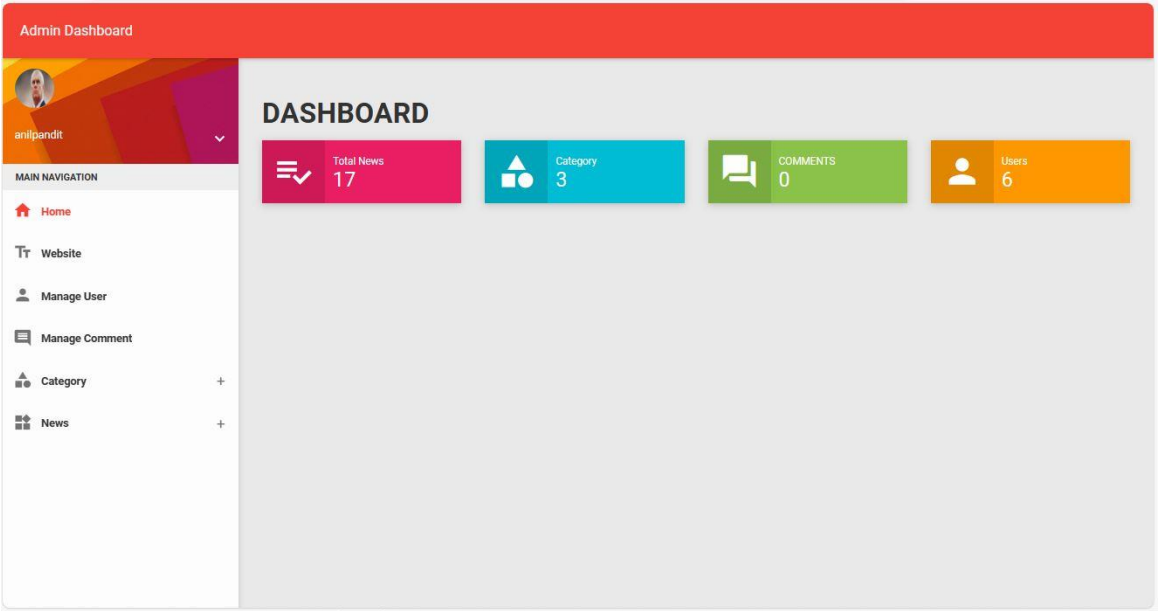 Admin Dashboard
anilpandit
MAIN NAVIGATION
Home
Website
Manage User
Manage Comment
Category +
News +
DASHBOARD
Total News
17
Category
3
COMMENTS
0
Users
6